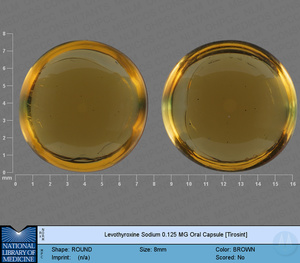 8
7
6
5
4
3
2
1
0
mm
0 1 2 3 4 5 6 7 8 9 10 11 12 13 14 15 16
Levothyroxine Sodium 0.125 MG Oral Capsule [Tirosint]
NATIONAL
LIBRARY OF
MEDICINE
Shape: ROUND Size: 8mm Color: BROWN
Imprint: (n/a) Scored: No